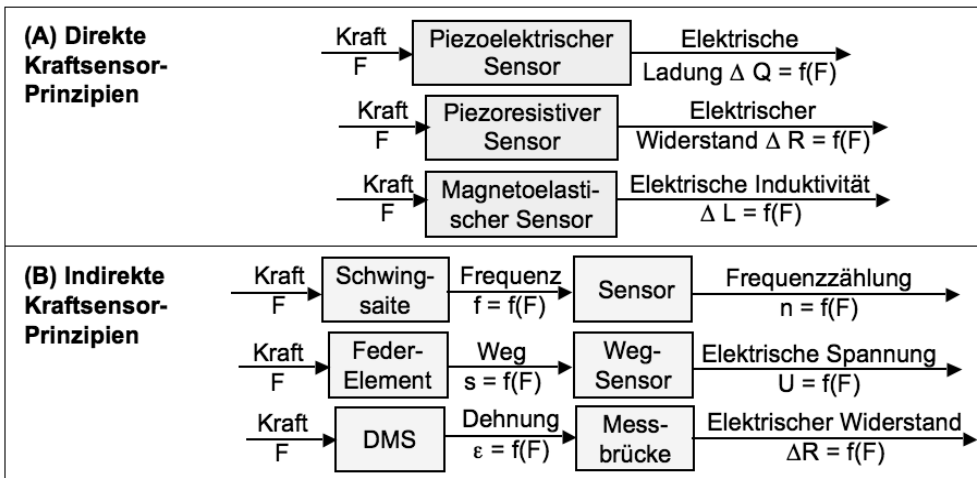 (A) Direkte
Kraftsensor-
Prinzipien
Kraft
F
Piezoelektrischer
Sensor
Elektrische
Ladung Δ Q = f(F)
Kraft
F
Piezoresistiver
Sensor
Elektrischer
Widerstand Δ R = f(F)
Kraft
F
Magnetoelasti-
scher Sensor
Elektrische Induktivität
Δ L = f(F)
(B) Indirekte
Kraftsensor-
Prinzipien
Kraft
F
Schwing-
saite
Frequenz
f = f(F)
Sensor
Frequenzzählung
n = f(F)
Kraft
F
Feder-
Element
Weg
s = f(F)
Weg-
Sensor
Elektrische Spannung
U = f(F)
Kraft
F
DMS
Dehnung
ε = f(F)
Mess-
brücke
Elektrischer Widerstand
ΔR = f(F)